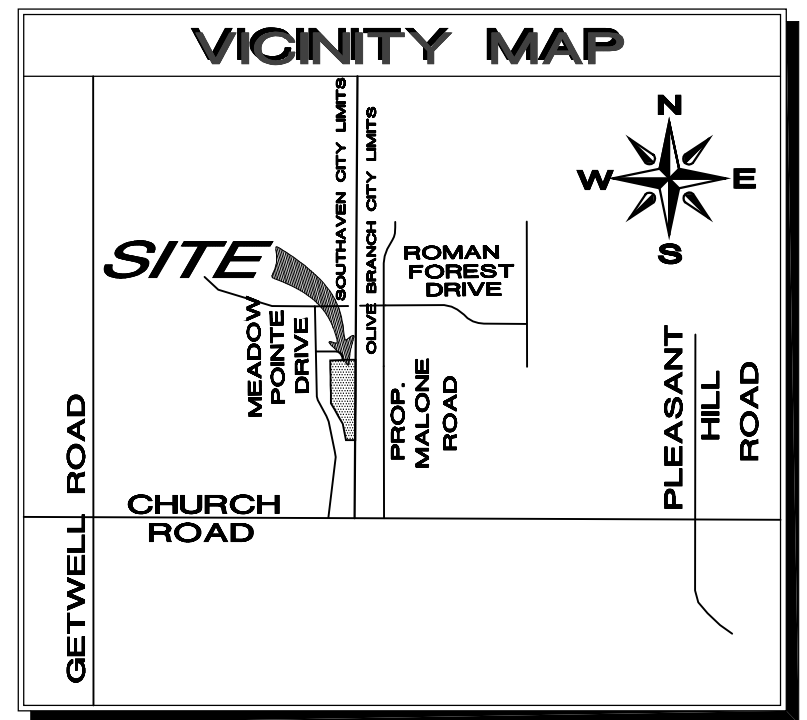 VICINITY MAP
N
W
E
S
SITE
SOUTHAVEN CITY LIMITS
OLIVE BRANCH CITY LIMITS
ROMAN
FOREST
DRIVE
MEADOW
POINTE
DRIVE
PROP.
MALONE
ROAD
PLEASANT
HILL
ROAD
GETWELL ROAD
CHURCH
ROAD